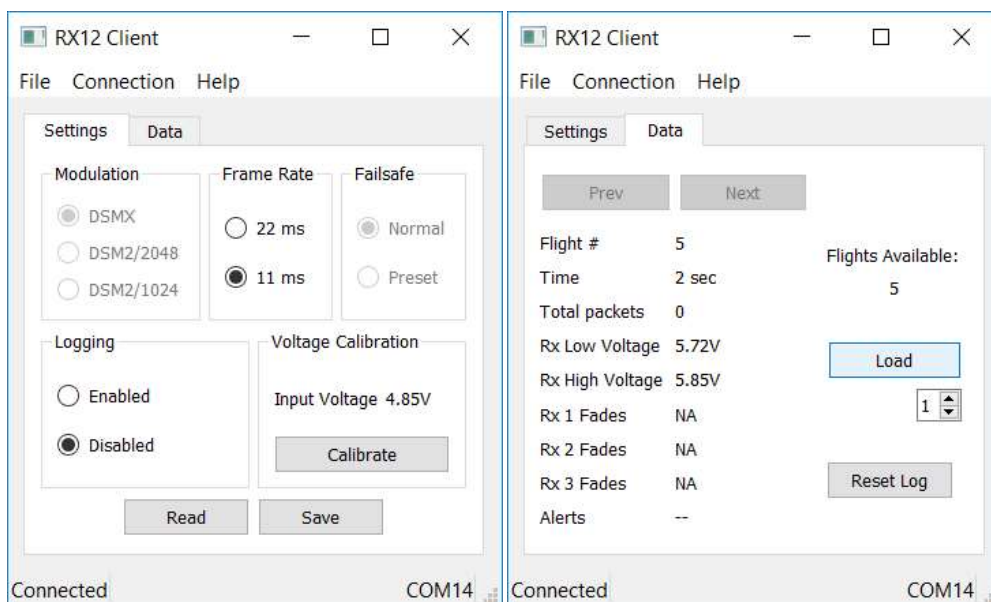 RX12 Client
File Connection Help
Settings Data
Modulation
DSMX
DSM2/2048
DSM2/1024
Frame Rate
22 ms
11 ms
Failsafe
Normal
Preset
Logging
Enabled
Disabled
Voltage Calibration
Input Voltage 4.85V
Calibrate
Read Save
Connected COM14
RX12 Client
File Connection Help
Settings Data
Prev Next
Flight # 5
Time 2 sec
Total packets 0
Rx Low Voltage 5.72V
Rx High Voltage 5.85V
Rx 1 Fades NA
Rx 2 Fades NA
Rx 3 Fades NA
Alerts --
Flights Available:
5
Load
1
Reset Log
Connected COM14